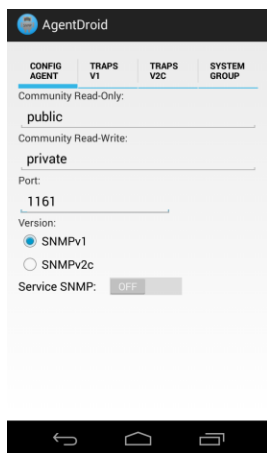 AgentDroid
CONFIG AGENT
TRAPS V1
TRAPS V2C
SYSTEM GROUP
Community Read-Only:
public
Community Read-Write:
private
Port:
1161
Version:
SNMPv1
SNMPv2c
Service SNMP: OFF